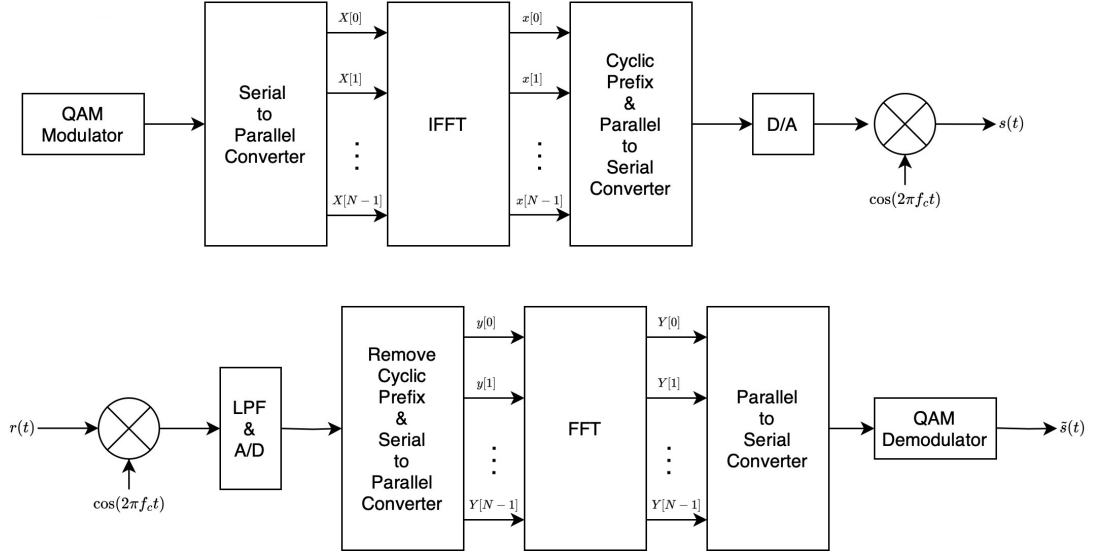 QAM
Modulator
Serial
to
Parallel
Converter
X[0]
X[1]
X[N − 1]
IFFT
x[0]
x[1]
x[N − 1]
Cyclic
Prefix
&
Parallel
to
Serial
Converter
D/A
s(t)
cos(2πf_ct)
r(t)
cos(2πf_ct)
LPF
&
A/D
Remove
Cyclic
Prefix
&
Serial
to
Parallel
Converter
y[0]
y[1]
Y[N − 1]
FFT
Y[0]
Y[1]
Y[N − 1]
Parallel
to
Serial
Converter
QAM
Demodulator
s̃(t)